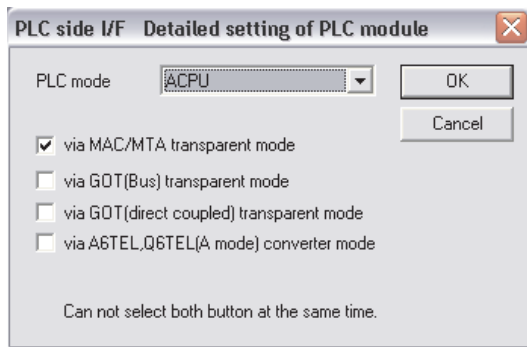 PLC side I/F Detailed setting of PLC module
PLC mode ACPU OK
Cancel
via MAC/MTA transparent mode
via GOT(Bus) transparent mode
via GOT(direct coupled) transparent mode
via A6TEL,Q6TEL(A mode) converter mode
Can not select both button at the same time.